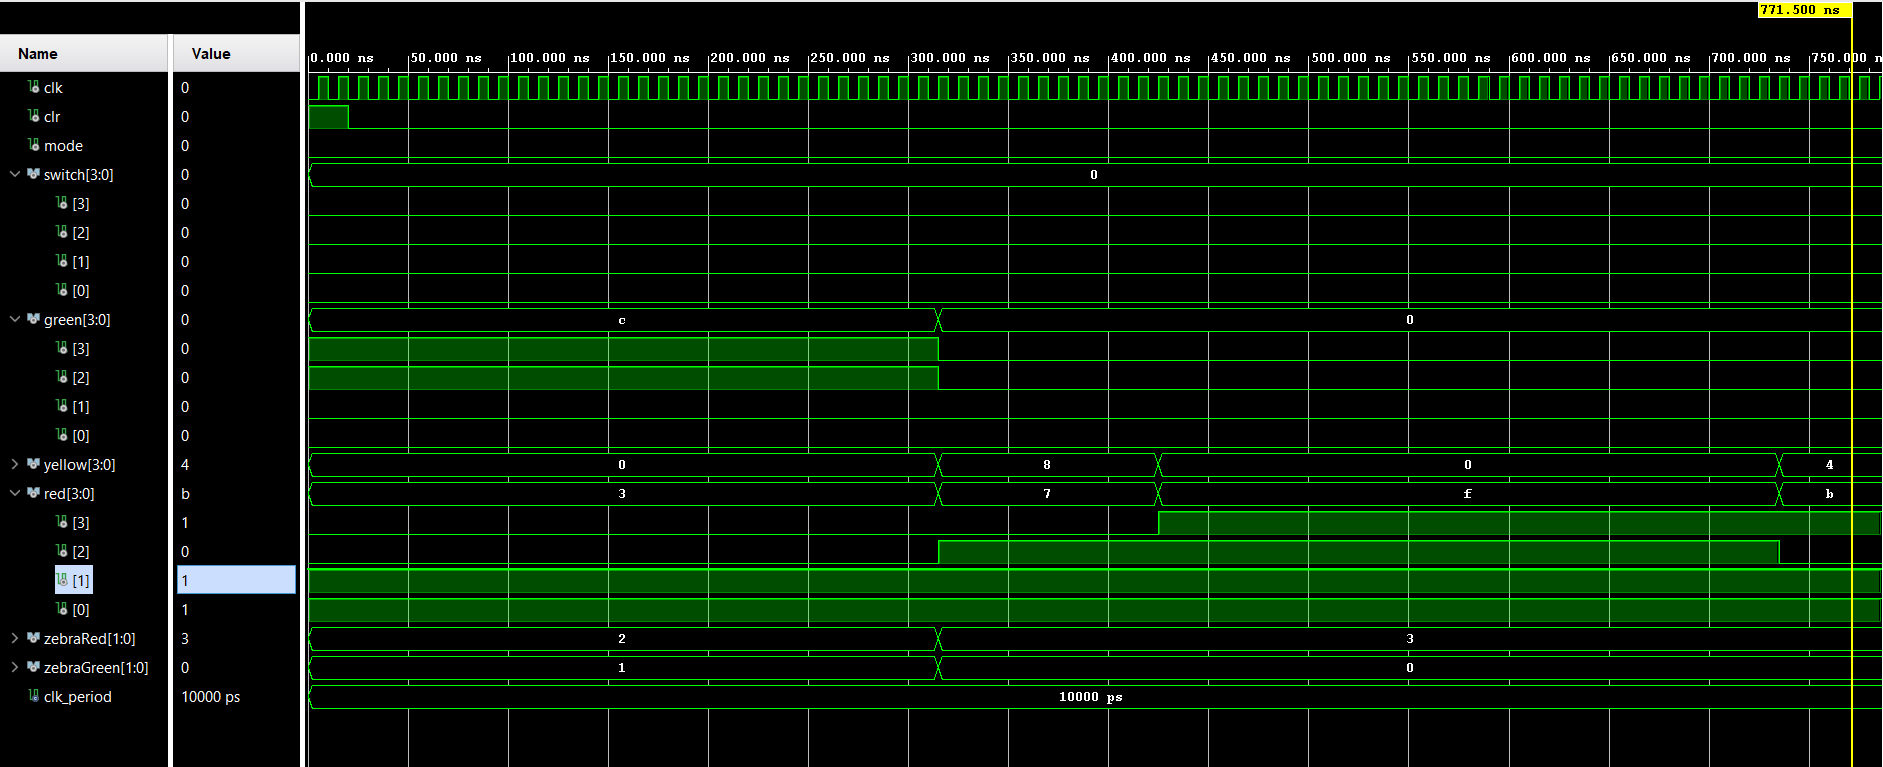 771.500 ns
Name Value
0.000 ns 50.000 ns 100.000 ns 150.000 ns 200.000 ns 250.000 ns 300.000 ns 350.000 ns 400.000 ns 450.000 ns 500.000 ns 550.000 ns 600.000 ns 650.000 ns 700.000 ns 750.000 n
clk 0
clr 0
mode 0
switch[3:0] 0 0
[3] 0
[2] 0
[1] 0
[0] 0
green[3:0] 0 c 0
[3] 0
[2] 0
[1] 0
[0] 0
yellow[3:0] 4 0 8 0 4
red[3:0] b 3 7 f b
[3] 1
[2] 0
[1] 1
[0] 1
zebraRed[1:0] 3 2 3
zebraGreen[1:0] 0 1 0
clk_period 10000 ps 10000 ps